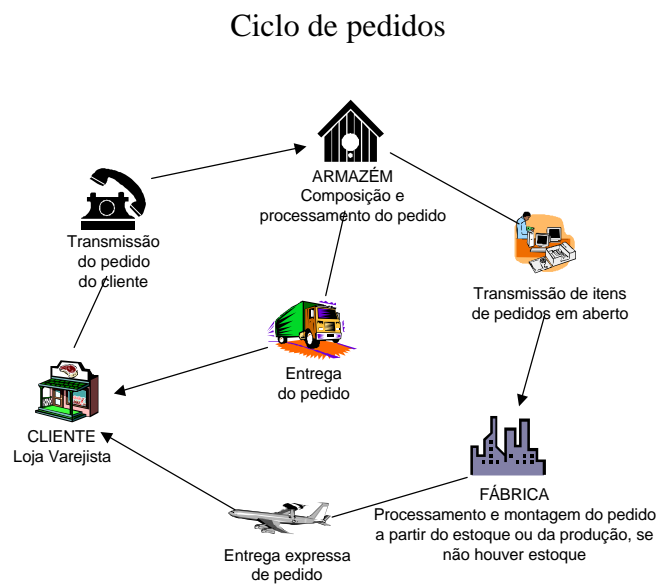 Ciclo de pedidos
ARMAZÉM
Composição e
processamento do pedido
Transmissão
do pedido
do cliente
Transmissão de itens
de pedidos em aberto
Entrega
do pedido
CLIENTE
Loja Varejista
FÁBRICA
Processamento e montagem do pedido
a partir do estoque ou da produção, se
não houver estoque
Entrega expressa
de pedido